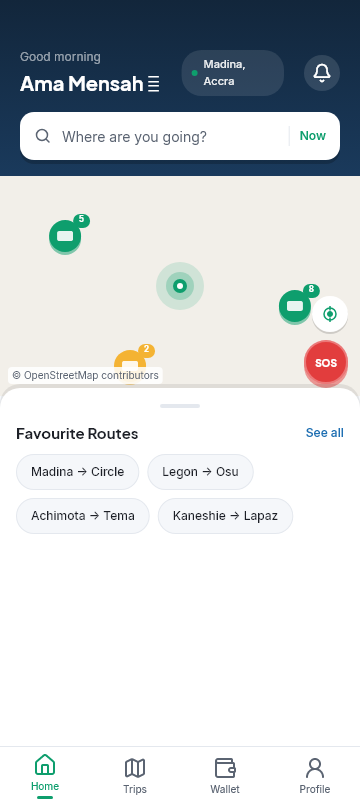 Good morning
Ama Mensah
Madina,
Accra
Where are you going?
Now
5
8
2
SOS
© OpenStreetMap contributors
Favourite Routes
See all
Madina → Circle
Legon → Osu
Achimota → Tema
Kaneshie → Lapaz
Home
Trips
Wallet
Profile